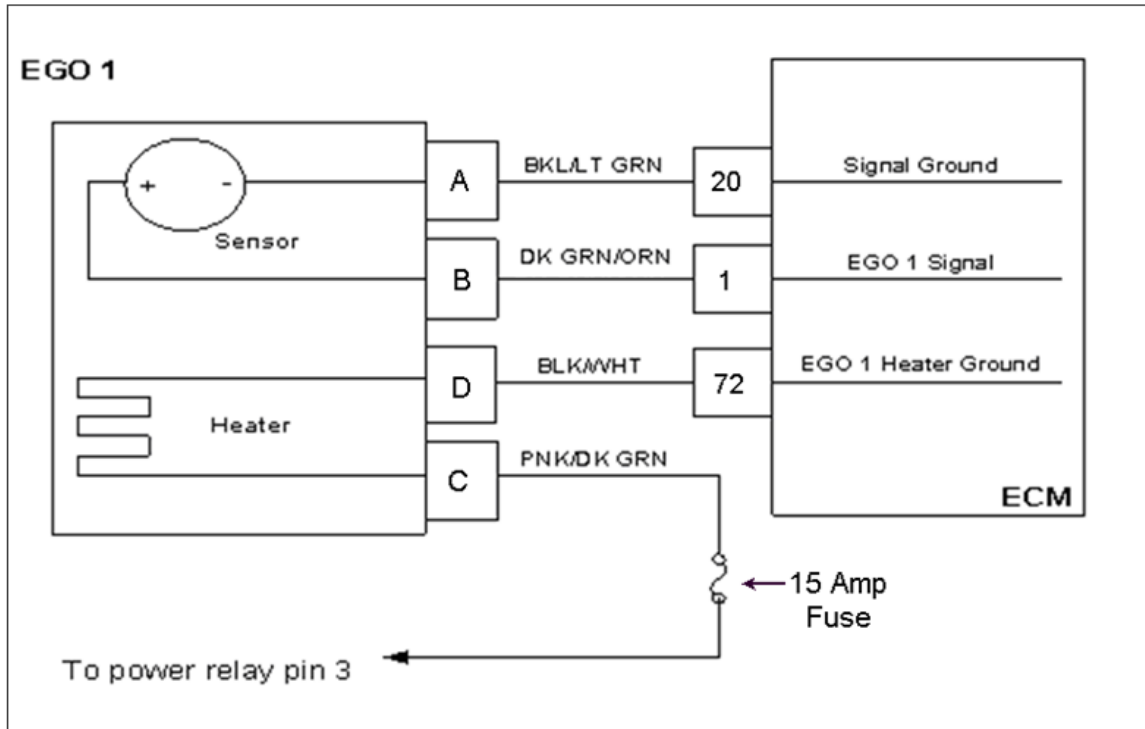 EGO 1
+ -
Sensor
Heater
A
B
D
C
BKL/LT GRN
DK GRN/ORN
BLK/WHT
PNK/DK GRN
20
1
72
Signal Ground
EGO 1 Signal
EGO 1 Heater Ground
ECM
15 Amp
Fuse
To power relay pin 3